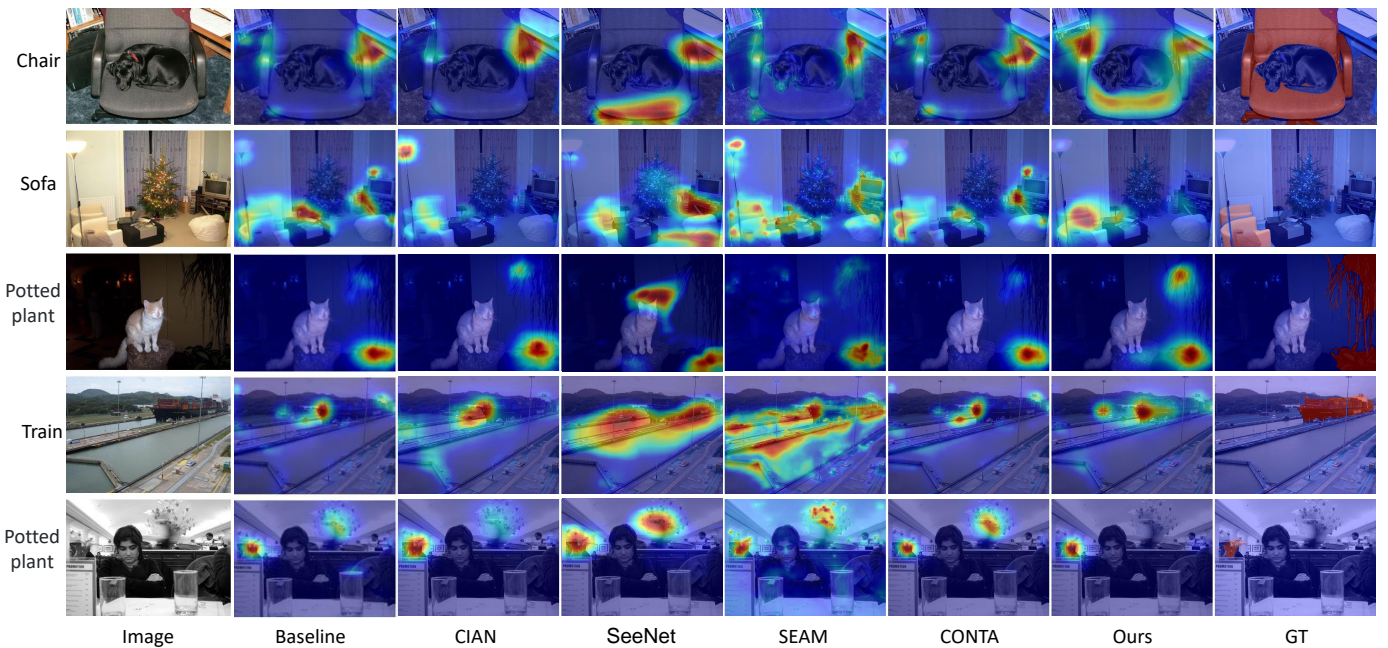 Chair
Sofa
Potted
plant
Train
Potted
plant
Image Baseline CIAN SeeNet SEAM CONTA Ours GT